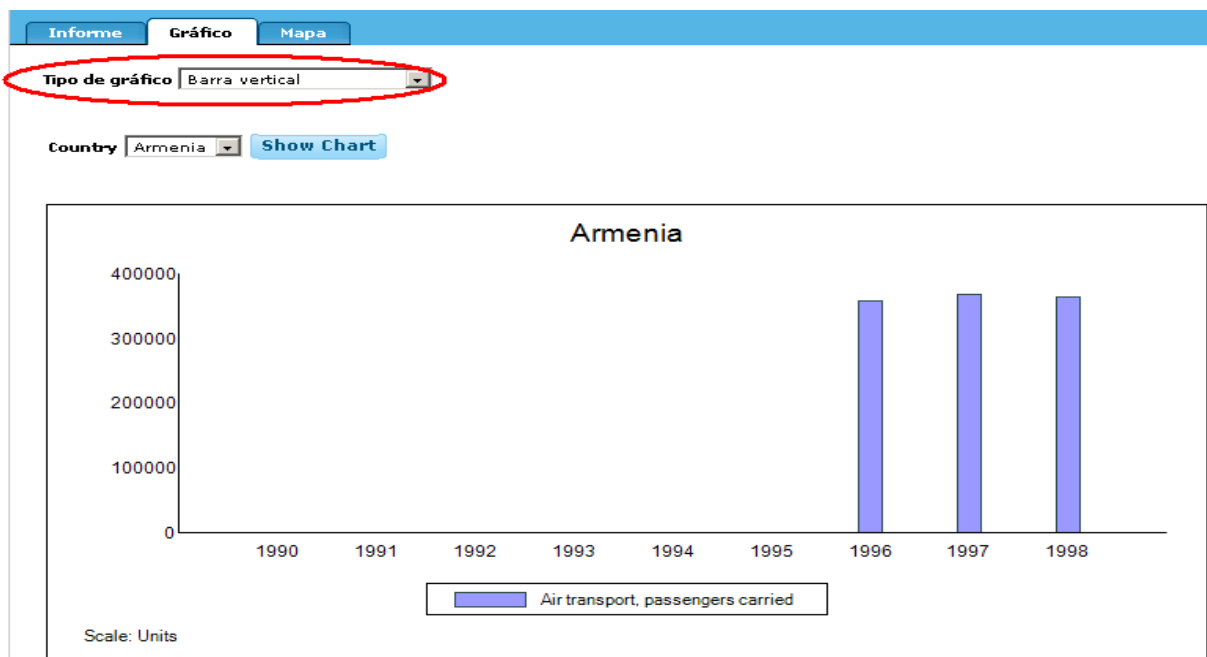 Informe Gráfico Mapa
Tipo de gráfico Barra vertical
Country Armenia Show Chart
Armenia
400000
300000
200000
100000
0
1990 1991 1992 1993 1994 1995 1996 1997 1998
Air transport, passengers carried
Scale: Units